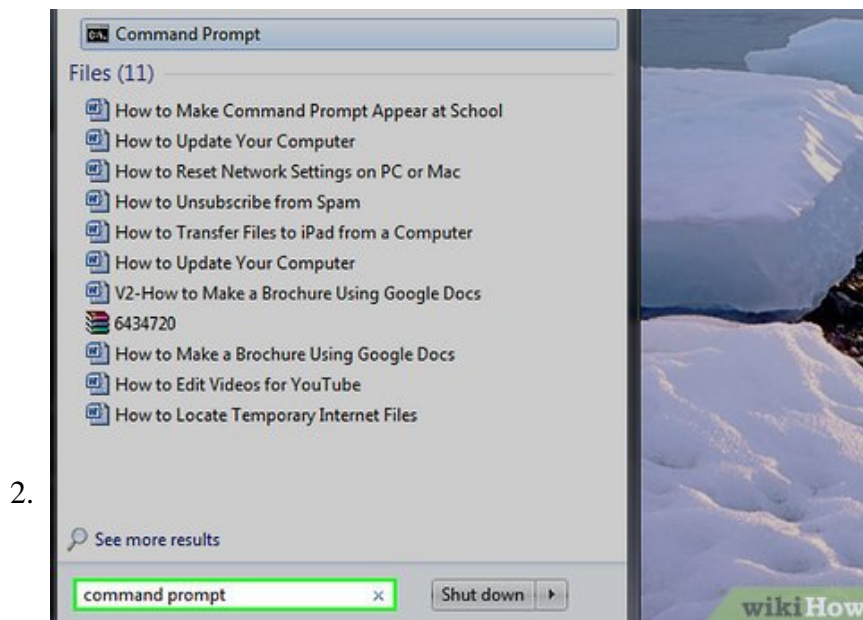 Command Prompt
Files (11)
How to Make Command Prompt Appear at School
How to Update Your Computer
How to Reset Network Settings on PC or Mac
How to Unsubscribe from Spam
How to Transfer Files to iPad from a Computer
How to Update Your Computer
V2-How to Make a Brochure Using Google Docs
6434720
How to Make a Brochure Using Google Docs
How to Edit Videos for YouTube
How to Locate Temporary Internet Files
2.
See more results
command prompt × Shut down
wikiHow